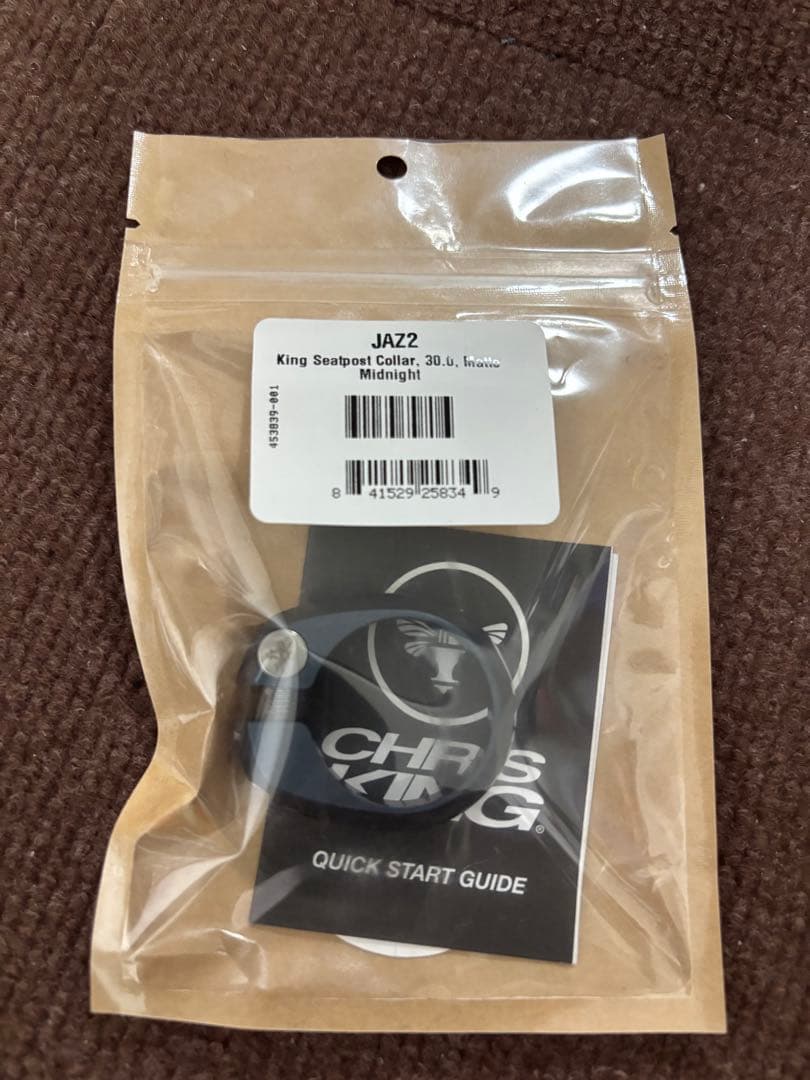 JAZ2
King Seatpost Collar, 30.0, Matte
Midnight
453839-001
8 41529 25834 9
CHRIS
KING®
QUICK START GUIDE